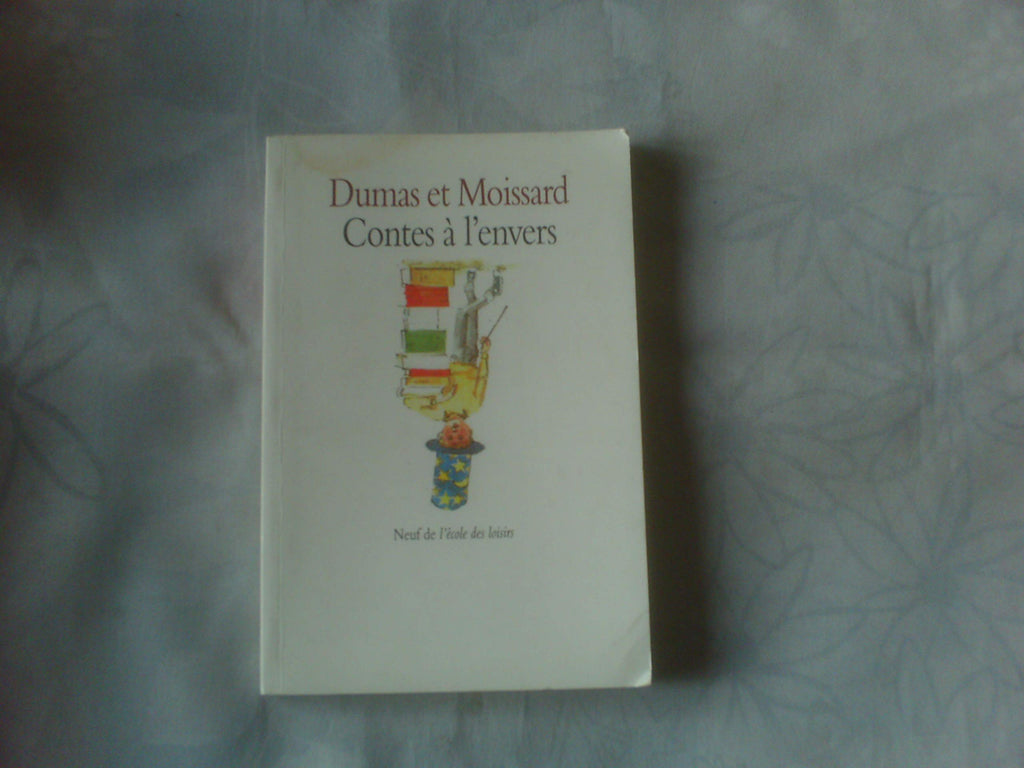 Dumas et Moissard
Contes à l'envers
Neuf de l'école des loisirs